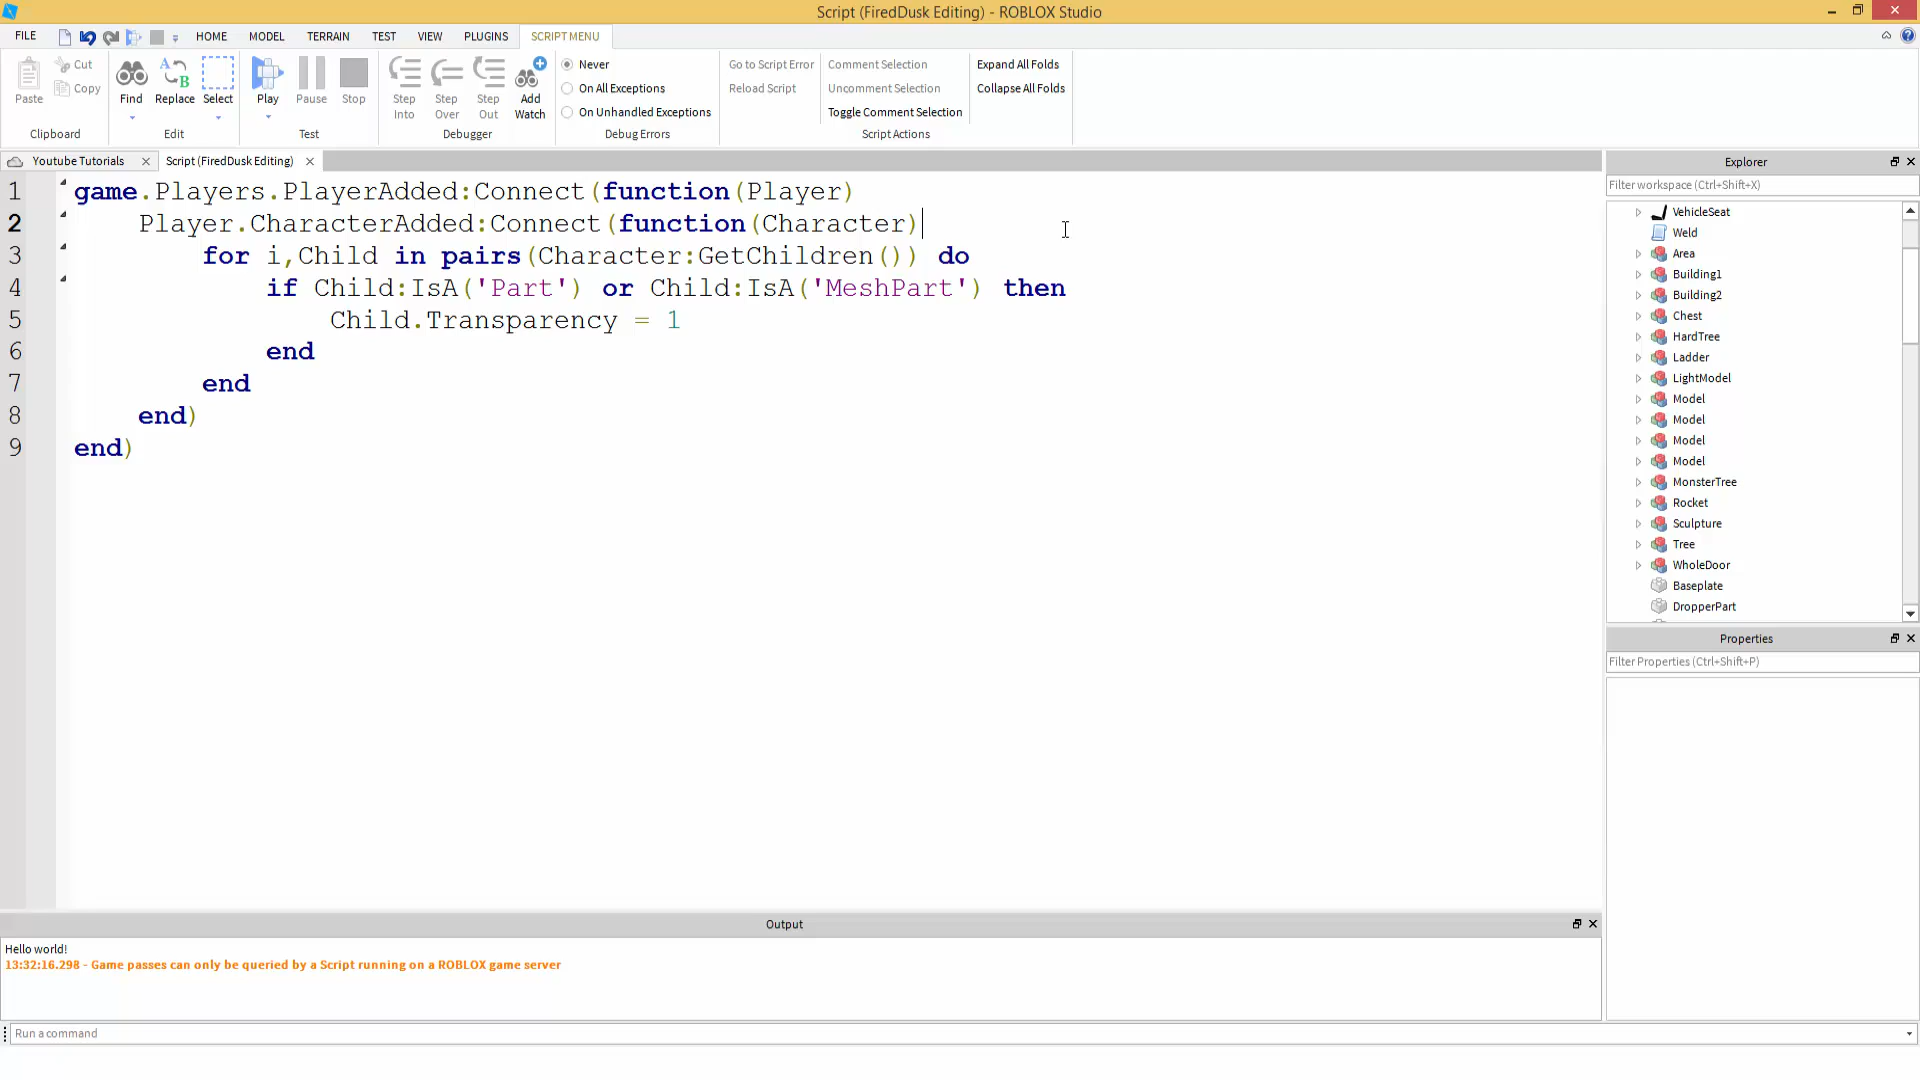 Script (FiredDusk Editing) - ROBLOX Studio
FILE HOME MODEL TERRAIN TEST VIEW PLUGINS SCRIPT MENU
Paste
Cut
Copy
Clipboard
Find
Replace
Select
Edit
Play
Pause
Stop
Test
Step Into
Step Over
Step Out
Add Watch
Debugger
Never
On All Exceptions
On Unhandled Exceptions
Debug Errors
Go to Script Error
Reload Script
Comment Selection
Uncomment Selection
Toggle Comment Selection
Script Actions
Expand All Folds
Collapse All Folds
Youtube Tutorials
Script (FiredDusk Editing)
1 game.Players.PlayerAdded:Connect(function(Player)
2 Player.CharacterAdded:Connect(function(Character)
3 for i,Child in pairs(Character:GetChildren()) do
4 if Child:IsA('Part') or Child:IsA('MeshPart') then
5 Child.Transparency = 1
6 end
7 end
8 end)
9 end)
Explorer
Filter workspace (Ctrl+Shift+X)
VehicleSeat
Weld
Area
Building1
Building2
Chest
HardTree
Ladder
LightModel
Model
Model
Model
Model
MonsterTree
Rocket
Sculpture
Tree
WholeDoor
Baseplate
DropperPart
Properties
Filter Properties (Ctrl+Shift+P)
Output
Hello world!
13:32:16.298 - Game passes can only be queried by a Script running on a ROBLOX game server
Run a command